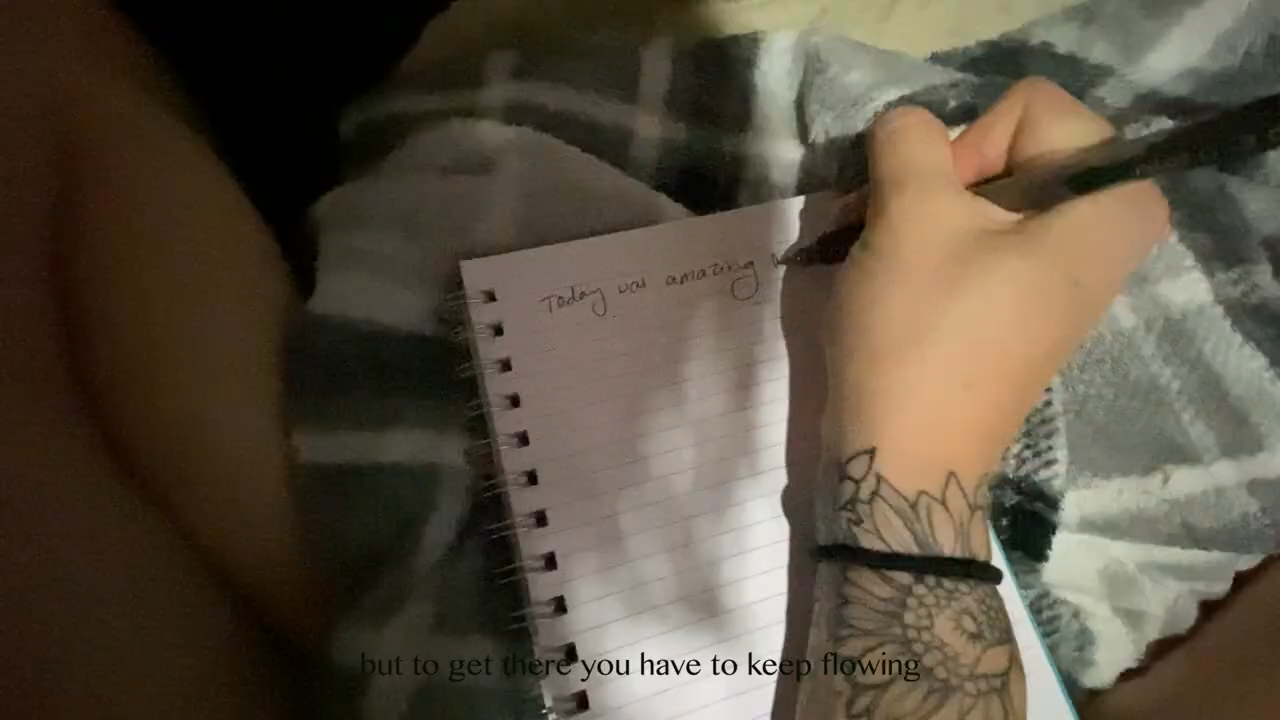 Today was amazing
but to get there you have to keep flowing